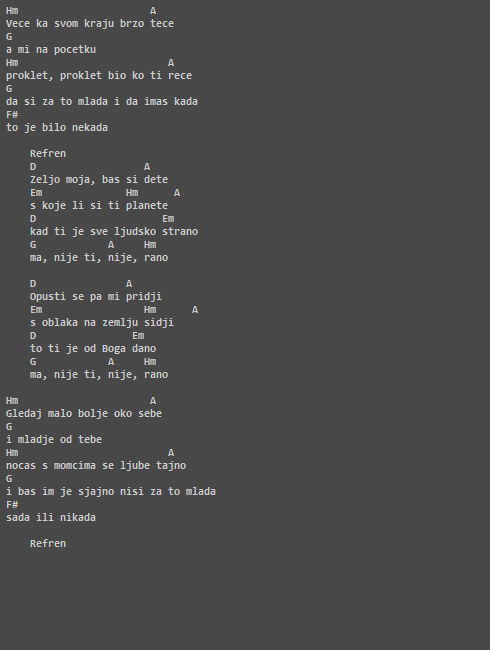 Hm                      A
Vece ka svom kraju brzo tece
G
a mi na pocetku
Hm                         A
proklet, proklet bio ko ti rece
G
da si za to mlada i da imas kada
F#
to je bilo nekada

    Refren
    D                  A
    Zeljo moja, bas si dete
    Em              Hm      A
    s koje li si ti planete
    D                     Em
    kad ti je sve ljudsko strano
    G            A     Hm
    ma, nije ti, nije, rano

    D               A
    Opusti se pa mi pridji
    Em                 Hm      A
    s oblaka na zemlju sidji
    D                Em
    to ti je od Boga dano
    G            A     Hm
    ma, nije ti, nije, rano

Hm                      A
Gledaj malo bolje oko sebe
G
i mladje od tebe
Hm                         A
nocas s momcima se ljube tajno
G
i bas im je sjajno nisi za to mlada
F#
sada ili nikada

    Refren